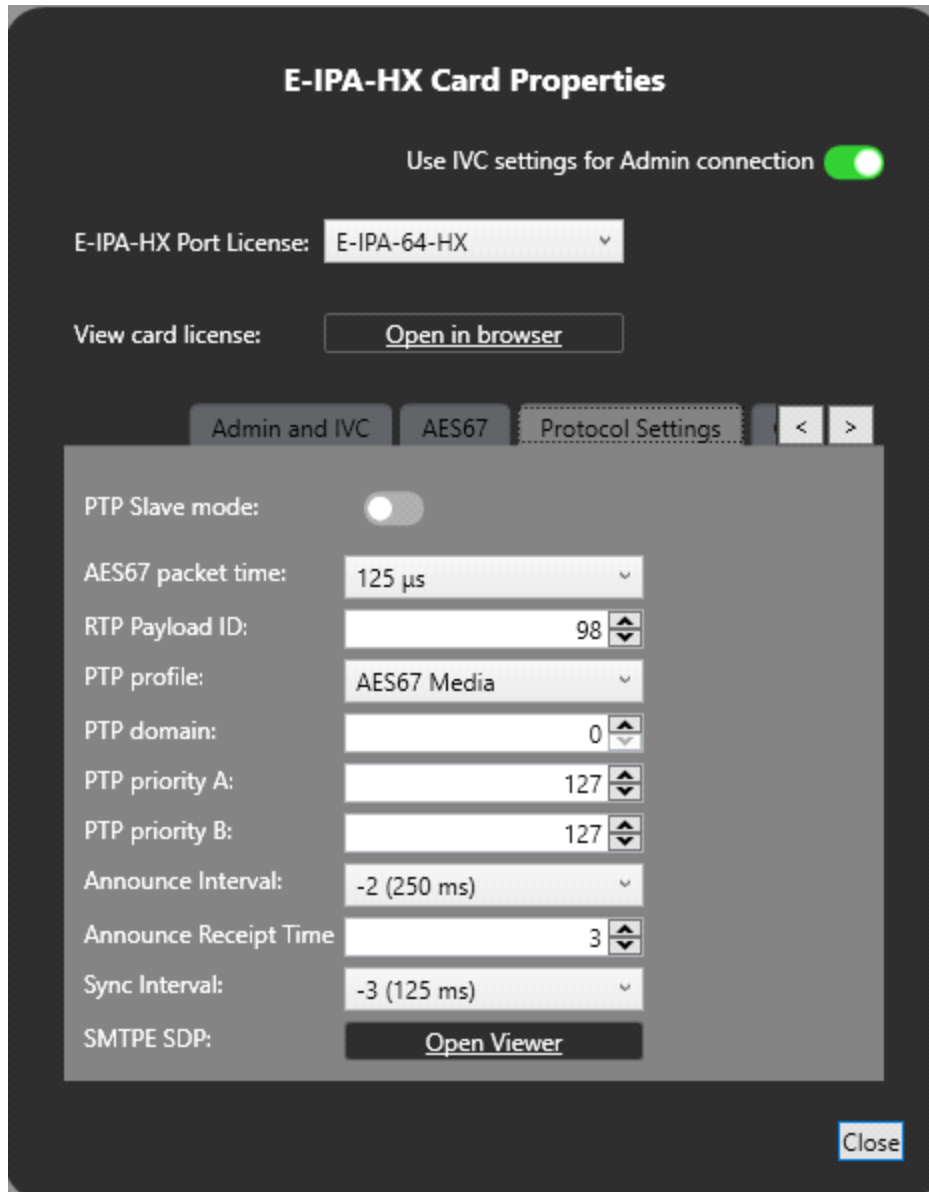 E-IPA-HX Card Properties
Use IVC settings for Admin connection
E-IPA-HX Port License: E-IPA-64-HX
View card license: Open in browser
Admin and IVC AES67 Protocol Settings < >
PTP Slave mode:
AES67 packet time: 125 µs
RTP Payload ID: 98
PTP profile: AES67 Media
PTP domain: 0
PTP priority A: 127
PTP priority B: 127
Announce Interval: -2 (250 ms)
Announce Receipt Time 3
Sync Interval: -3 (125 ms)
SMTPE SDP: Open Viewer
Close